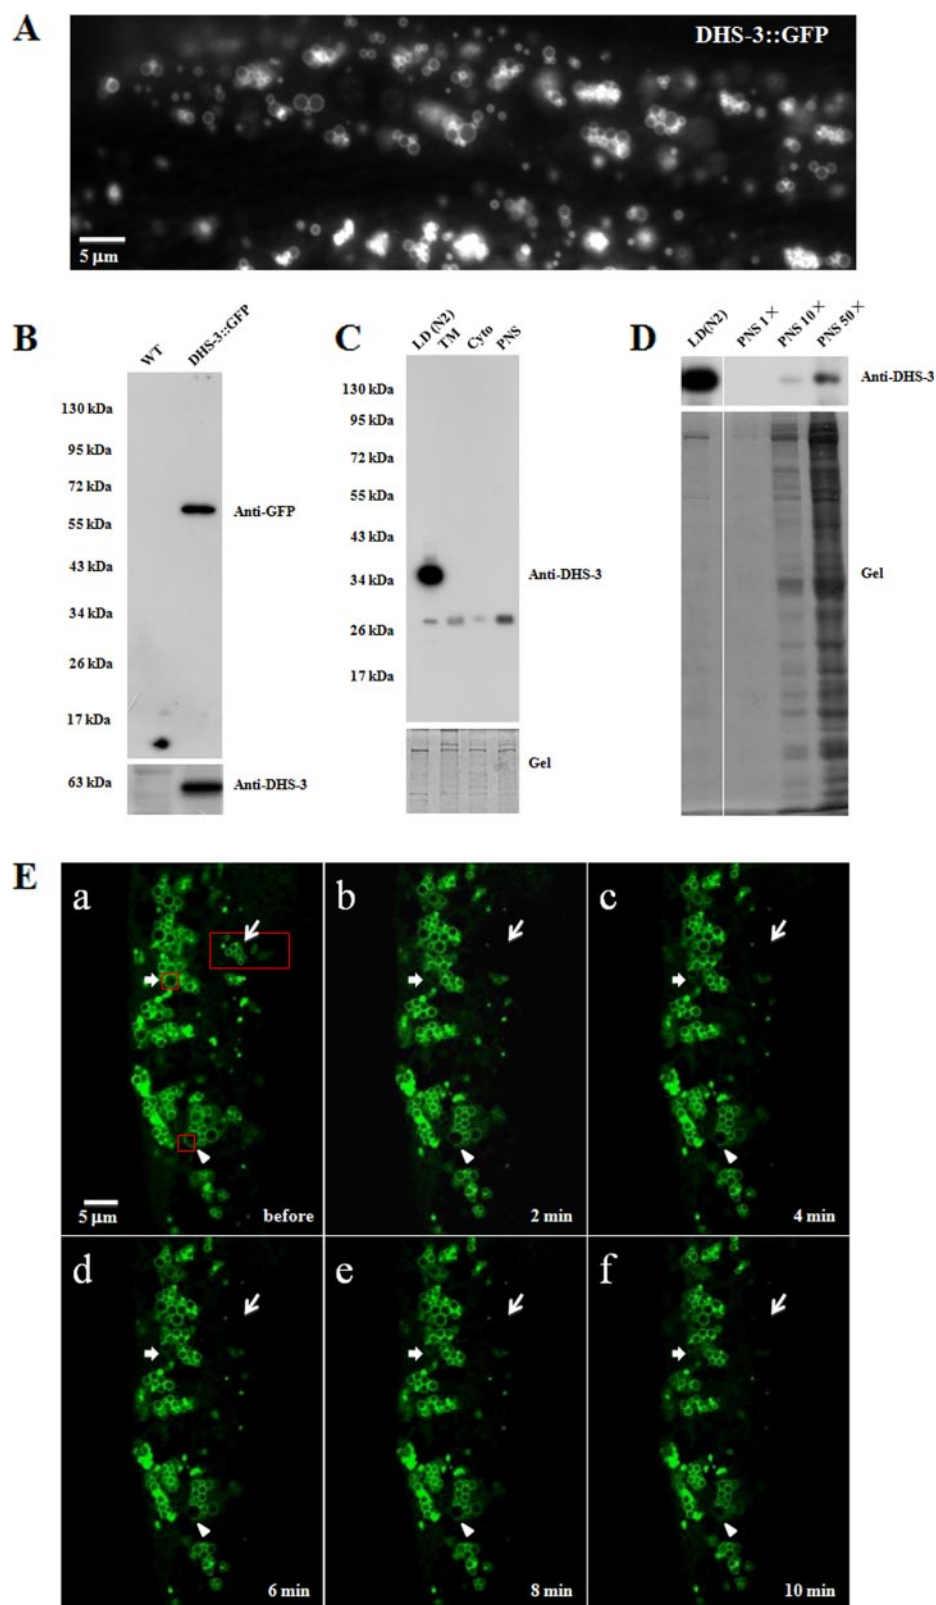 A
DHS-3::GFP
5 μm
B
WT
DHS-3::GFP
130 kDa
95 kDa
72 kDa
55 kDa
43 kDa
34 kDa
26 kDa
17 kDa
63 kDa
Anti-GFP
Anti-DHS-3
C
LD (N2)
TM
Cyto
PNS
130 kDa
95 kDa
72 kDa
55 kDa
43 kDa
34 kDa
26 kDa
17 kDa
Anti-DHS-3
Gel
D
LD(N2)
PNS 1×
PNS 10×
PNS 50×
Anti-DHS-3
Gel
E
a
5 μm
before
b
2 min
c
4 min
d
6 min
e
8 min
f
10 min